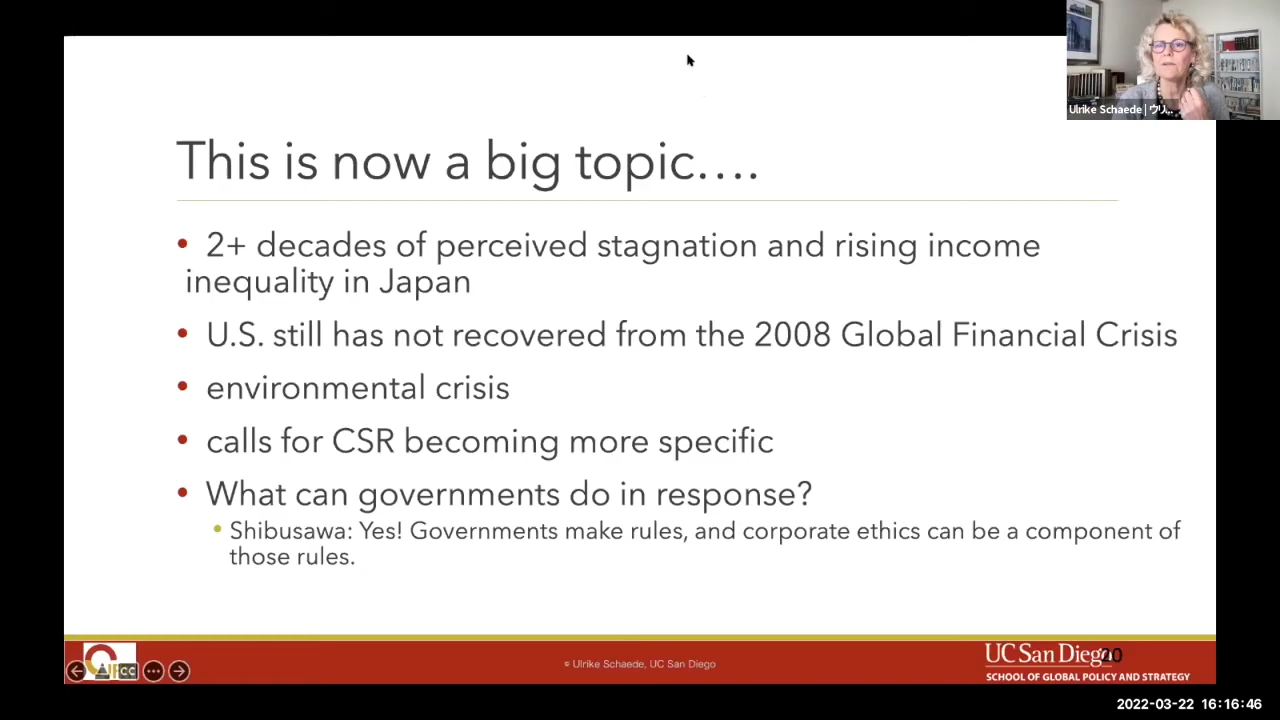 Ulrike Schaede | ウリ...
This is now a big topic….
• 2+ decades of perceived stagnation and rising income
inequality in Japan
• U.S. still has not recovered from the 2008 Global Financial Crisis
• environmental crisis
• calls for CSR becoming more specific
• What can governments do in response?
• Shibusawa: Yes! Governments make rules, and corporate ethics can be a component of
those rules.
CC
© Ulrike Schaede, UC San Diego
UC San Diego
20
SCHOOL OF GLOBAL POLICY AND STRATEGY
2022-03-22 16:16:46